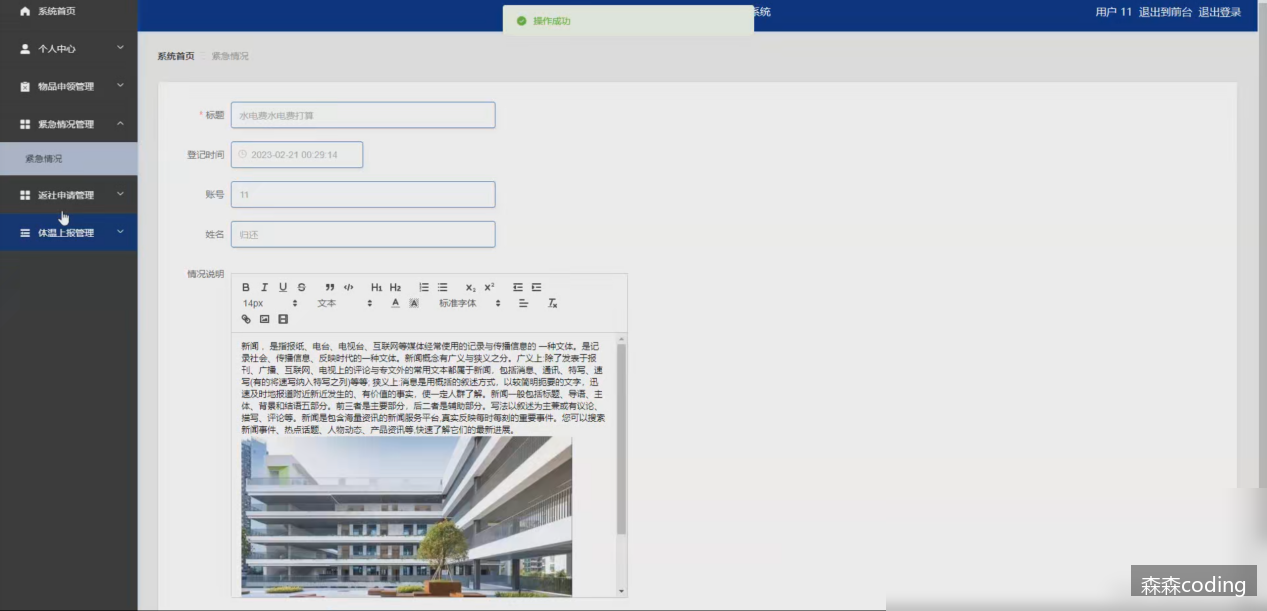 系统首页
操作成功
系统
用户 11 退出到前台 退出登录
个人中心
系统首页 紧急情况
物品申领管理
紧急情况管理
紧急情况
返社申请管理
体温上报管理
* 标题 水电费水电费打算
登记时间 2023-02-21 00:29:14
账号 11
姓名 归还
情况说明
B I U S " </> H1 H2 X2 X2
14px 文本 A A 标准字体 Tx
新闻，是指报纸、电台、电视台、互联网等媒体经常使用的记录与传播信息的 一种文体。是记
录社会、传播信息、反映时代的一种文体。新闻概念有广义与狭义之分。广义上:除了发表于报
刊、广播、互联网、电视上的评论与专文外的常用文本都属于新闻，包括消息、通讯、特写、速
写(有的将速写纳入特写之列)等等; 狭义上:消息是用概括的叙述方式，以较简明扼要的文字，迅
速及时地报道附近新近发生的、有价值的事实，使一定人群了解。新闻一般包括标题、导语、主
体、背景和结语五部分。前三者是主要部分，后二者是辅助部分。写法以叙述为主兼或有议论、
描写、评论等。新闻是包含海量资讯的新闻服务平台,真实反映每时每刻的重要事件。您可以搜索
新闻事件、热点话题、人物动态、产品资讯等,快速了解它们的最新进展。
森森coding